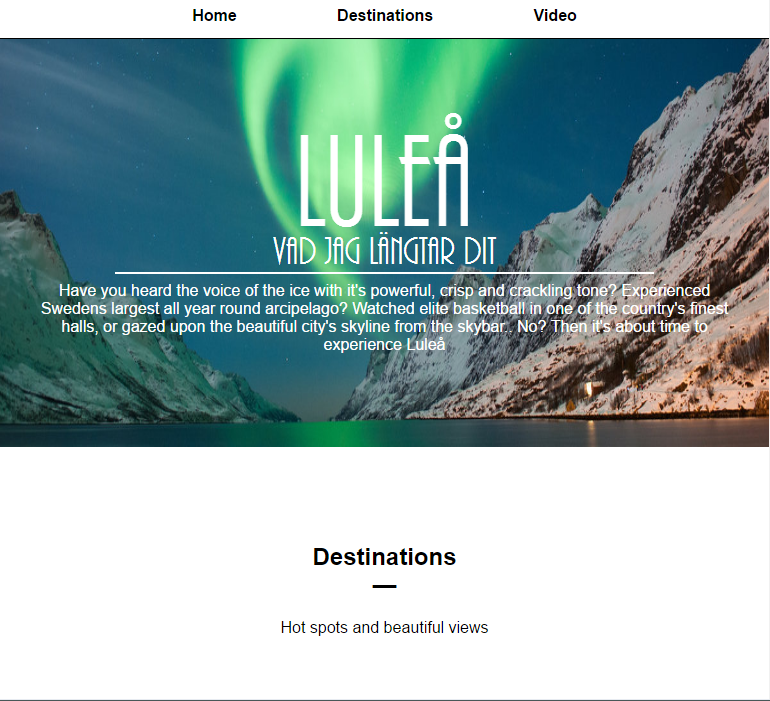 Home Destinations Video
LULEÅ
VAD JAG LÄNGTAR DIT
Have you heard the voice of the ice with it's powerful, crisp and crackling tone? Experienced
Swedens largest all year round arcipelago? Watched elite basketball in one of the country's finest
halls, or gazed upon the beautiful city's skyline from the skybar.. No? Then it's about time to
experience Luleå
Destinations
Hot spots and beautiful views